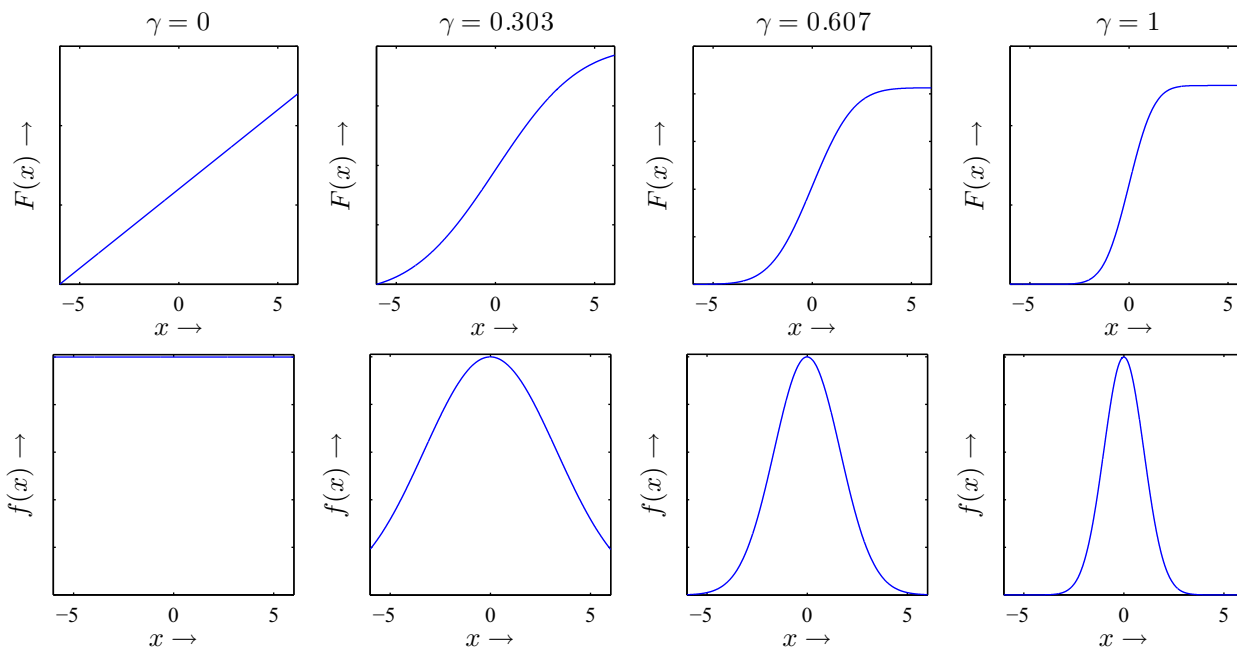 γ = 0
γ = 0.303
γ = 0.607
γ = 1
F(x) →
F(x) →
F(x) →
F(x) →
−5 0 5
−5 0 5
−5 0 5
−5 0 5
x →
x →
x →
x →
f(x) →
f(x) →
f(x) →
f(x) →
−5 0 5
−5 0 5
−5 0 5
−5 0 5
x →
x →
x →
x →